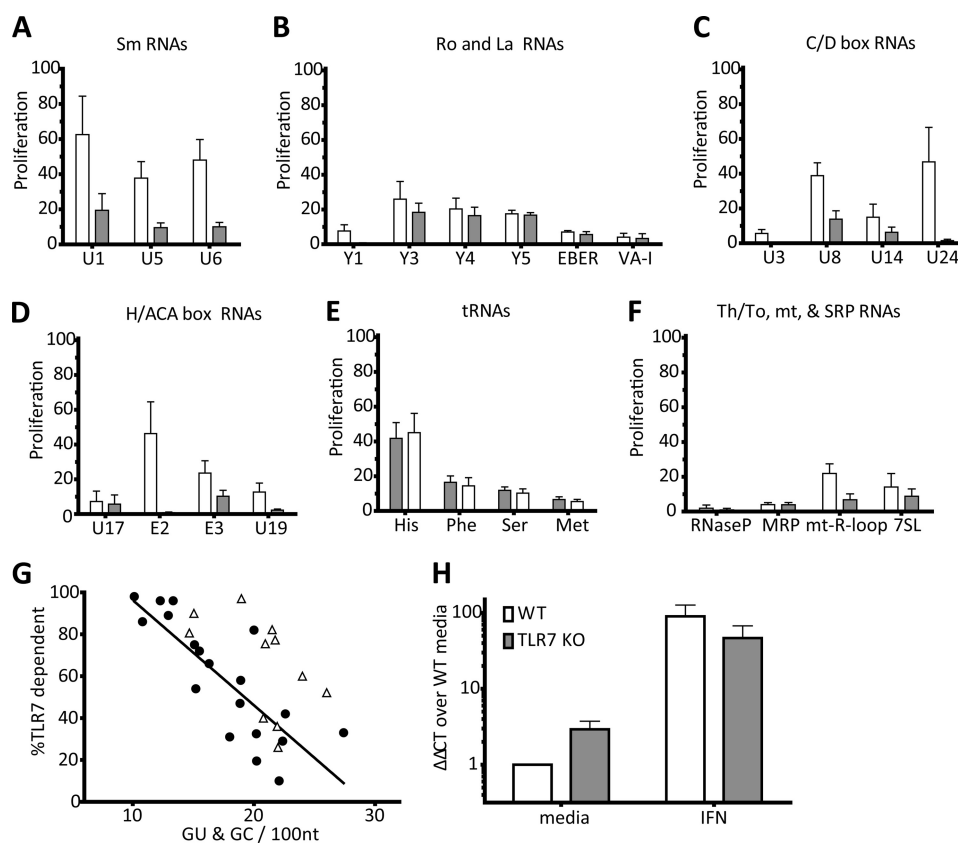 A
Sm RNAs
Proliferation
100
80
60
40
20
0
U1 U5 U6
B
Ro and La RNAs
Proliferation
100
80
60
40
20
0
Y1 Y3 Y4 Y5 EBER VA-I
C
C/D box RNAs
Proliferation
100
80
60
40
20
0
U3 U8 U14 U24
D
H/ACA box RNAs
Proliferation
100
80
60
40
20
0
U17 E2 E3 U19
E
tRNAs
Proliferation
100
80
60
40
20
0
His Phe Ser Met
F
Th/To, mt, & SRP RNAs
Proliferation
100
80
60
40
20
0
RNaseP MRP mt-R-loop 7SL
G
%TLR7 dependent
100
80
60
40
20
0
10 20 30
GU & GC / 100nt
H
ΔΔCT over WT media
100
10
1
WT
TLR7 KO
media IFN